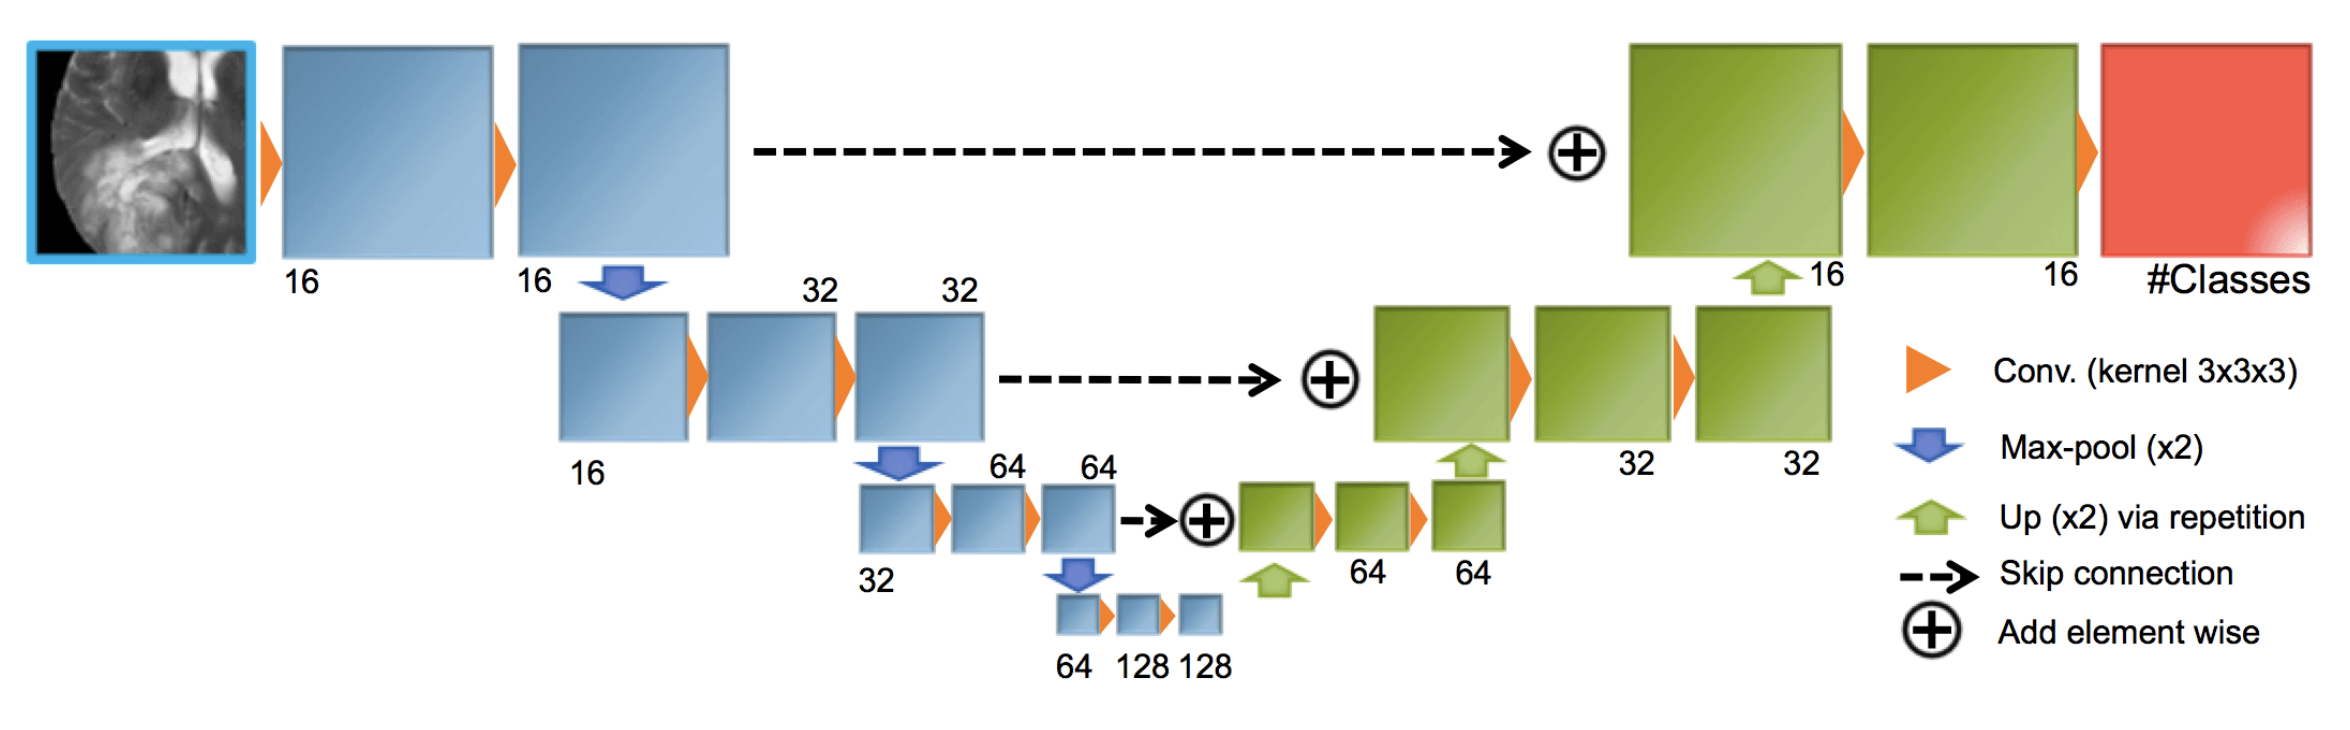 16
16
16
#Classes
16
32
32
16
32
32
32
64
64
64
64
64
128
128
Conv. (kernel 3x3x3)
Max-pool (x2)
Up (x2) via repetition
Skip connection
Add element wise